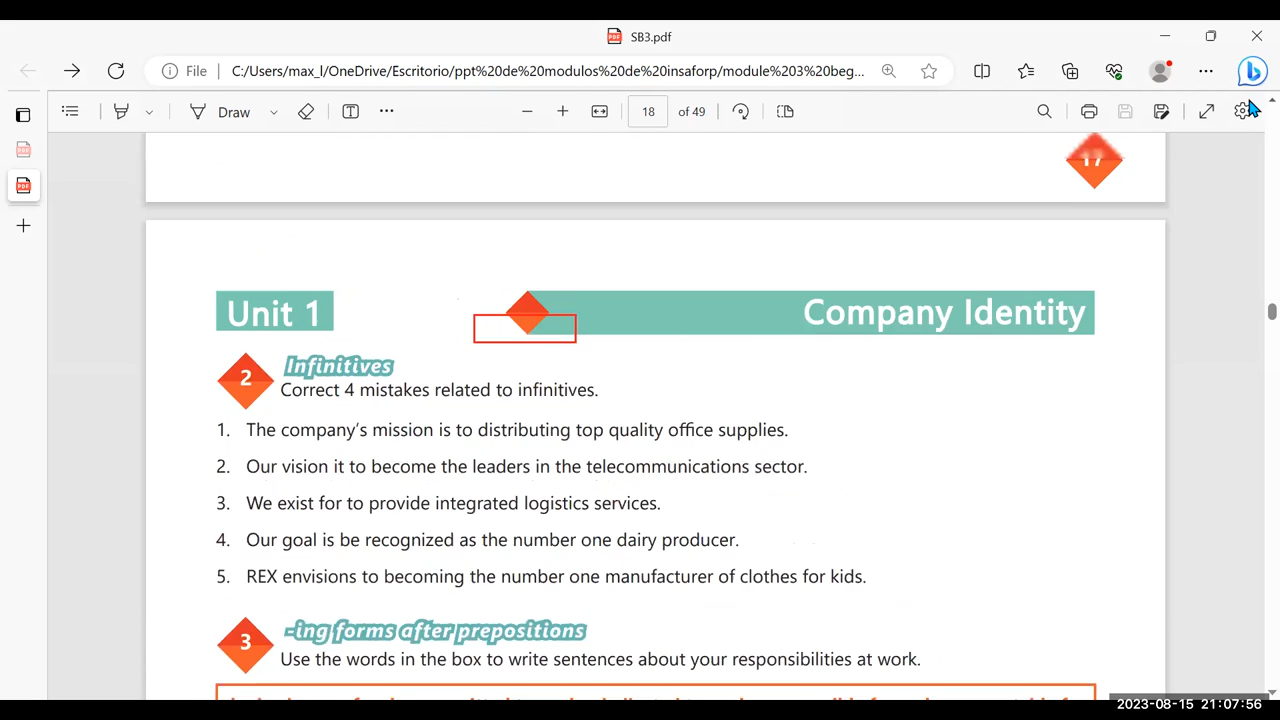 SB3.pdf
File
C:/Users/max_l/OneDrive/Escritorio/ppt%20de%20modulos%20de%20insaforp/module%203%20beg...
Draw
18 of 49
17
Unit 1
Company Identity
2 Infinitives
Correct 4 mistakes related to infinitives.
1. The company's mission is to distributing top quality office supplies.
2. Our vision it to become the leaders in the telecommunications sector.
3. We exist for to provide integrated logistics services.
4. Our goal is be recognized as the number one dairy producer.
5. REX envisions to becoming the number one manufacturer of clothes for kids.
3 -ing forms after prepositions
Use the words in the box to write sentences about your responsibilities at work.
2023-08-15 21:07:56